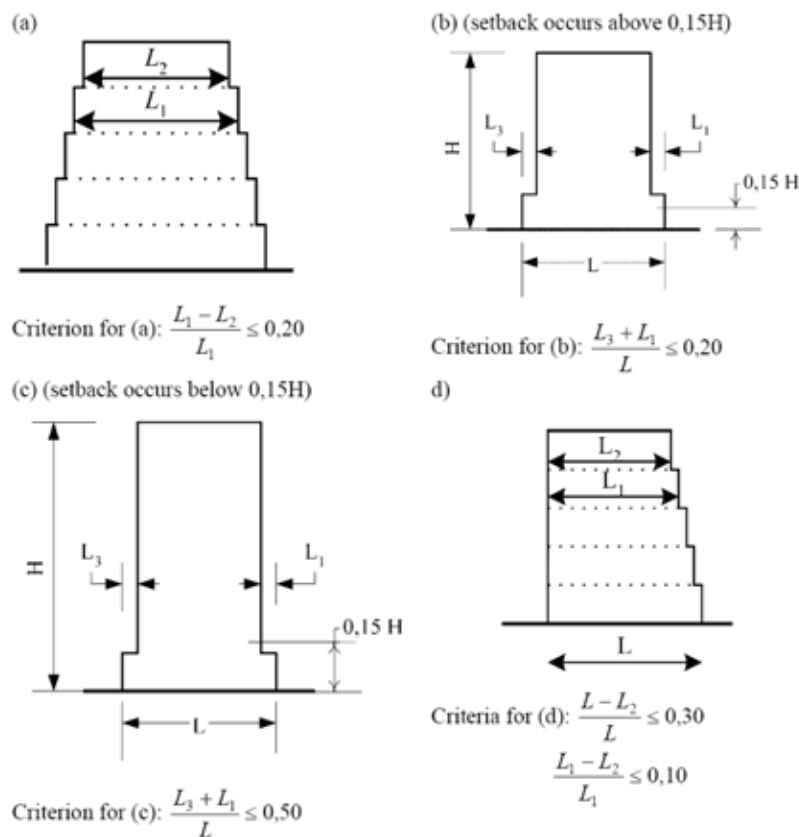 (a)
L₂
L₁
Criterion for (a): (L₁ − L₂)/L₁ ≤ 0,20
(b) (setback occurs above 0,15H)
H
L₃
L₁
0,15 H
L
Criterion for (b): (L₃ + L₁)/L ≤ 0,20
(c) (setback occurs below 0,15H)
H
L₃
L₁
0,15 H
L
Criterion for (c): (L₃ + L₁)/L ≤ 0,50
d)
L₂
L₁
L
Criteria for (d): (L − L₂)/L ≤ 0,30
(L₁ − L₂)/L₁ ≤ 0,10